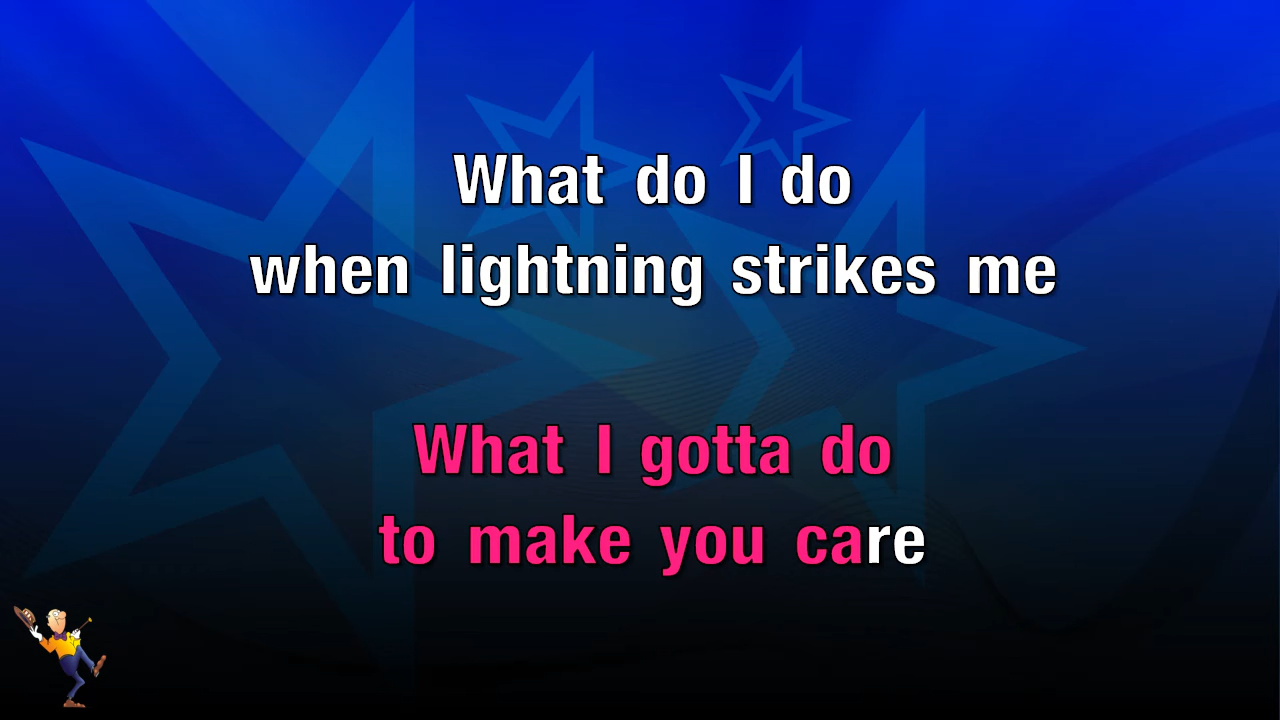 What do I do
when lightning strikes me
What I gotta do
to make you care